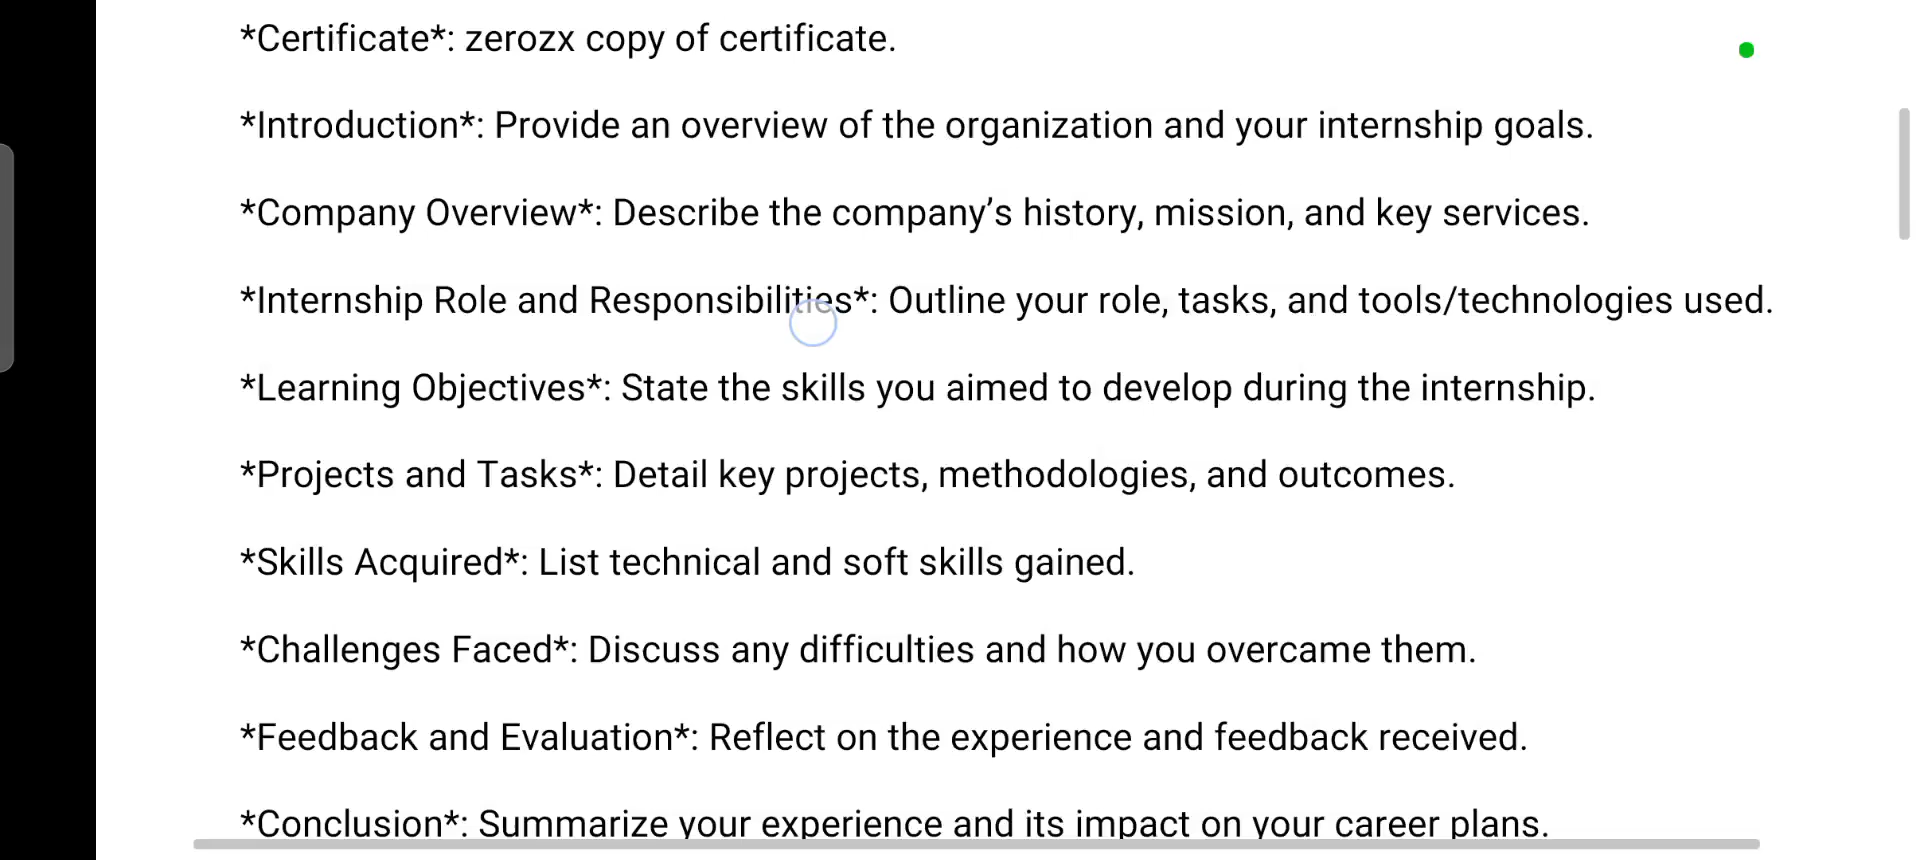 *Certificate*: zerozx copy of certificate.
*Introduction*: Provide an overview of the organization and your internship goals.
*Company Overview*: Describe the company’s history, mission, and key services.
*Internship Role and Responsibilities*: Outline your role, tasks, and tools/technologies used.
*Learning Objectives*: State the skills you aimed to develop during the internship.
*Projects and Tasks*: Detail key projects, methodologies, and outcomes.
*Skills Acquired*: List technical and soft skills gained.
*Challenges Faced*: Discuss any difficulties and how you overcame them.
*Feedback and Evaluation*: Reflect on the experience and feedback received.
*Conclusion*: Summarize your experience and its impact on your career plans.